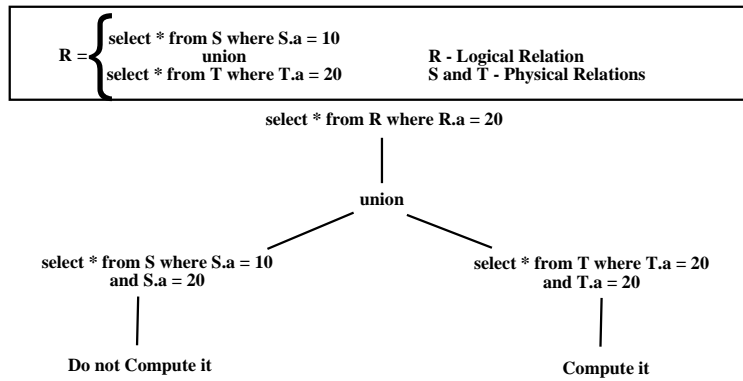 select * from S where S.a = 10
union
R =
select * from T where T.a = 20
R - Logical Relation
S and T - Physical Relations
select * from R where R.a = 20
union
select * from S where S.a = 10
and S.a = 20
select * from T where T.a = 20
and T.a = 20
Do not Compute it
Compute it